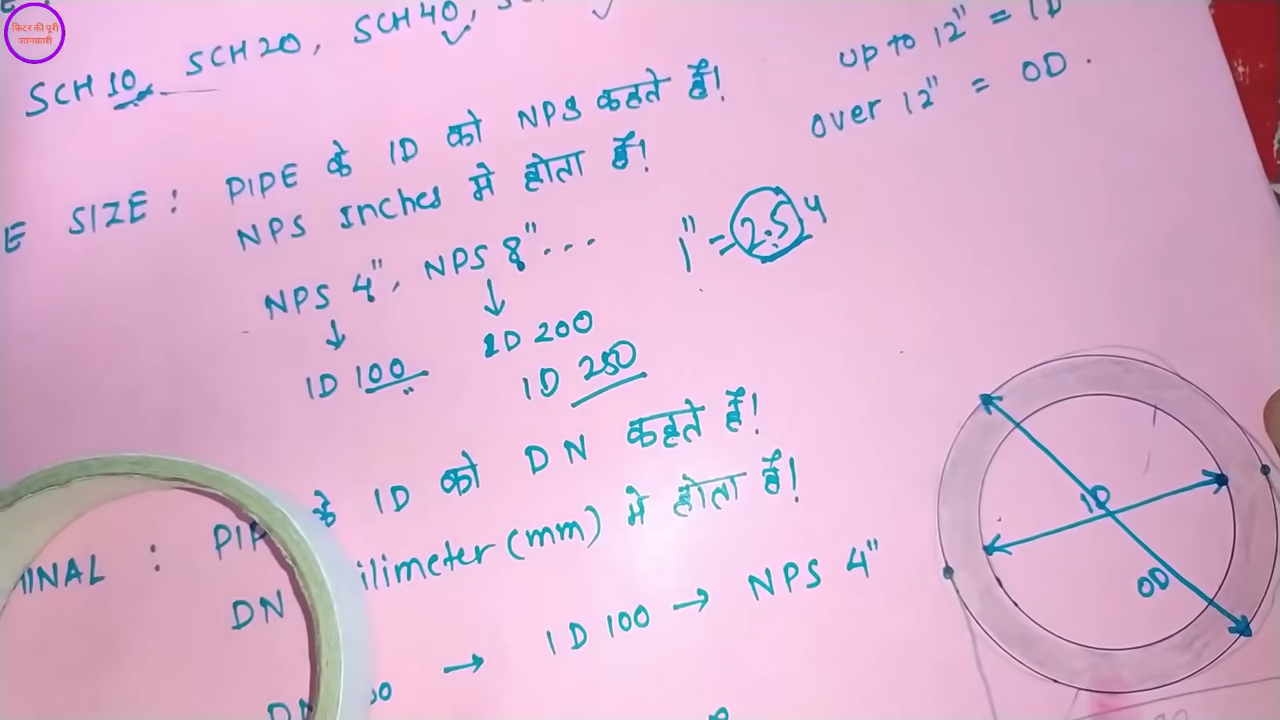 फिटर की पूरी
जानकारी
SCH 10, SCH 20, SCH 40,
up to 12" = ID
over 12" = OD.
E SIZE : PIPE के ID को NPS कहते हैं!
NPS Inches मे होता हैं!
NPS 4", NPS 8"...
1" = 2.54
ID 100
ID 200
ID 250
MINAL : PIP के ID को DN कहते हैं!
DN ilimeter (mm) मे होता हैं!
→ ID 100 → NPS 4"
ID
OD